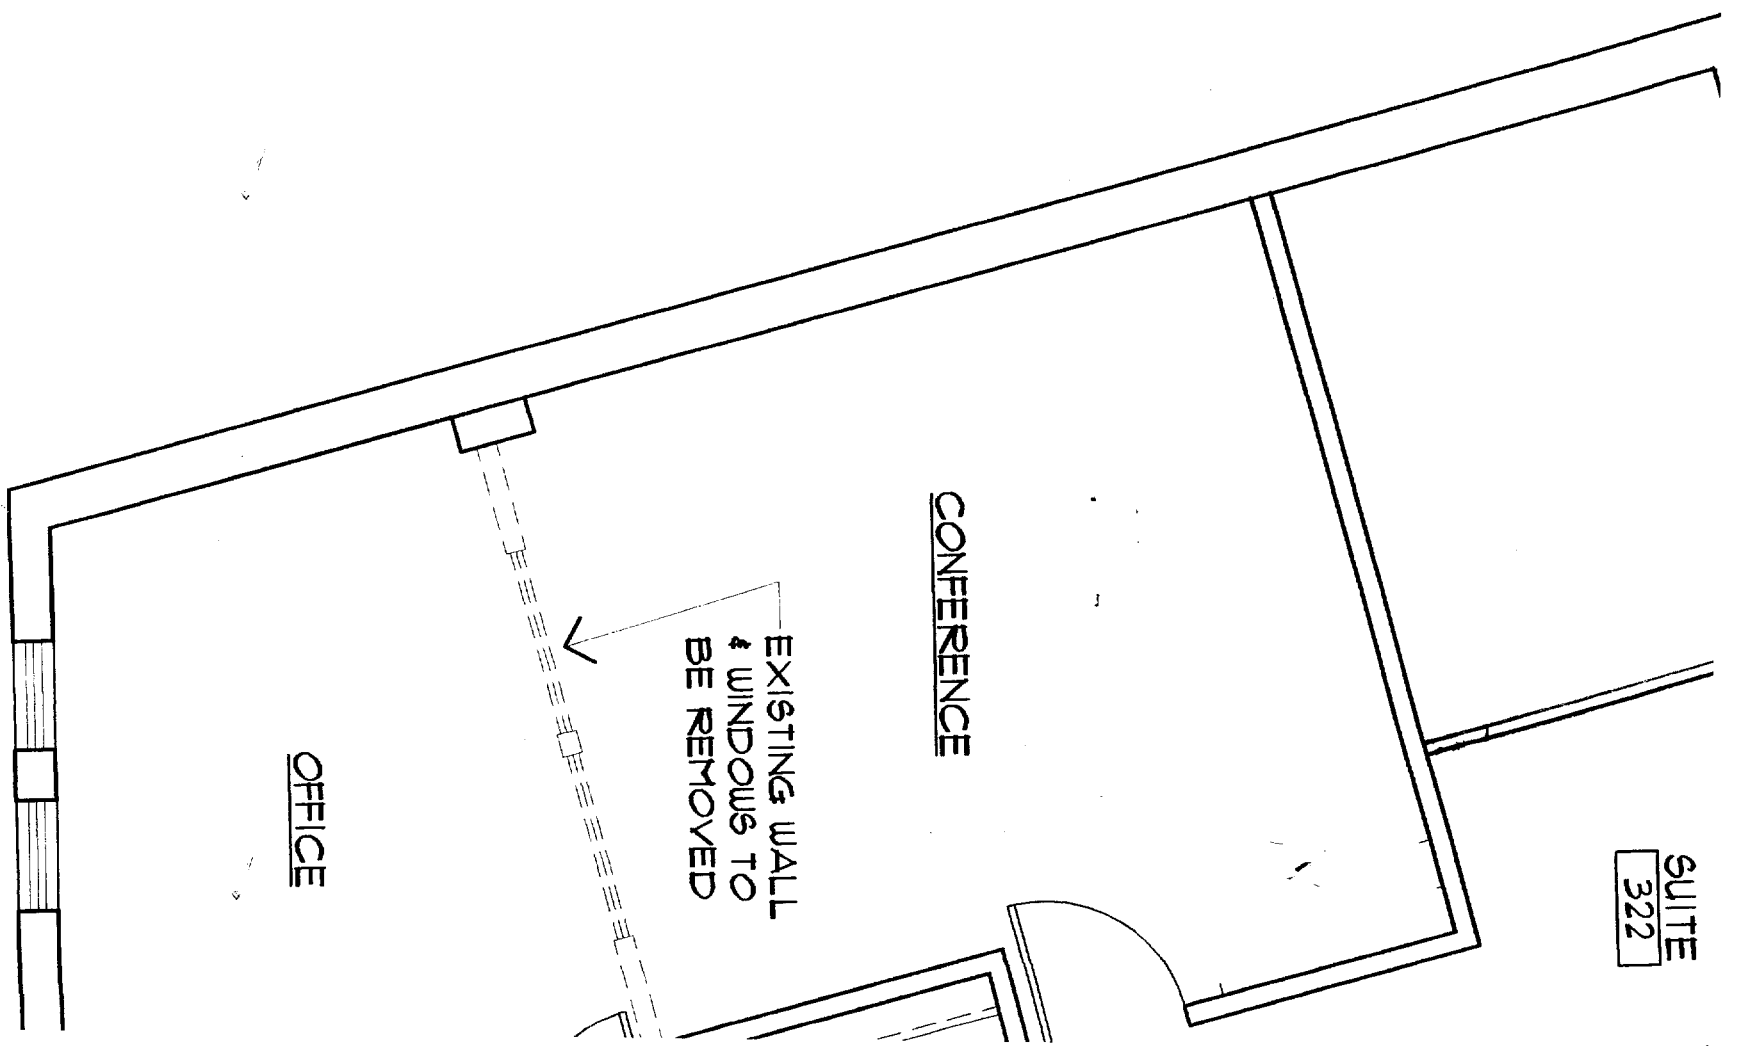 SUITE
322
CONFERENCE
EXISTING WALL
& WINDOWS TO
BE REMOVED
OFFICE